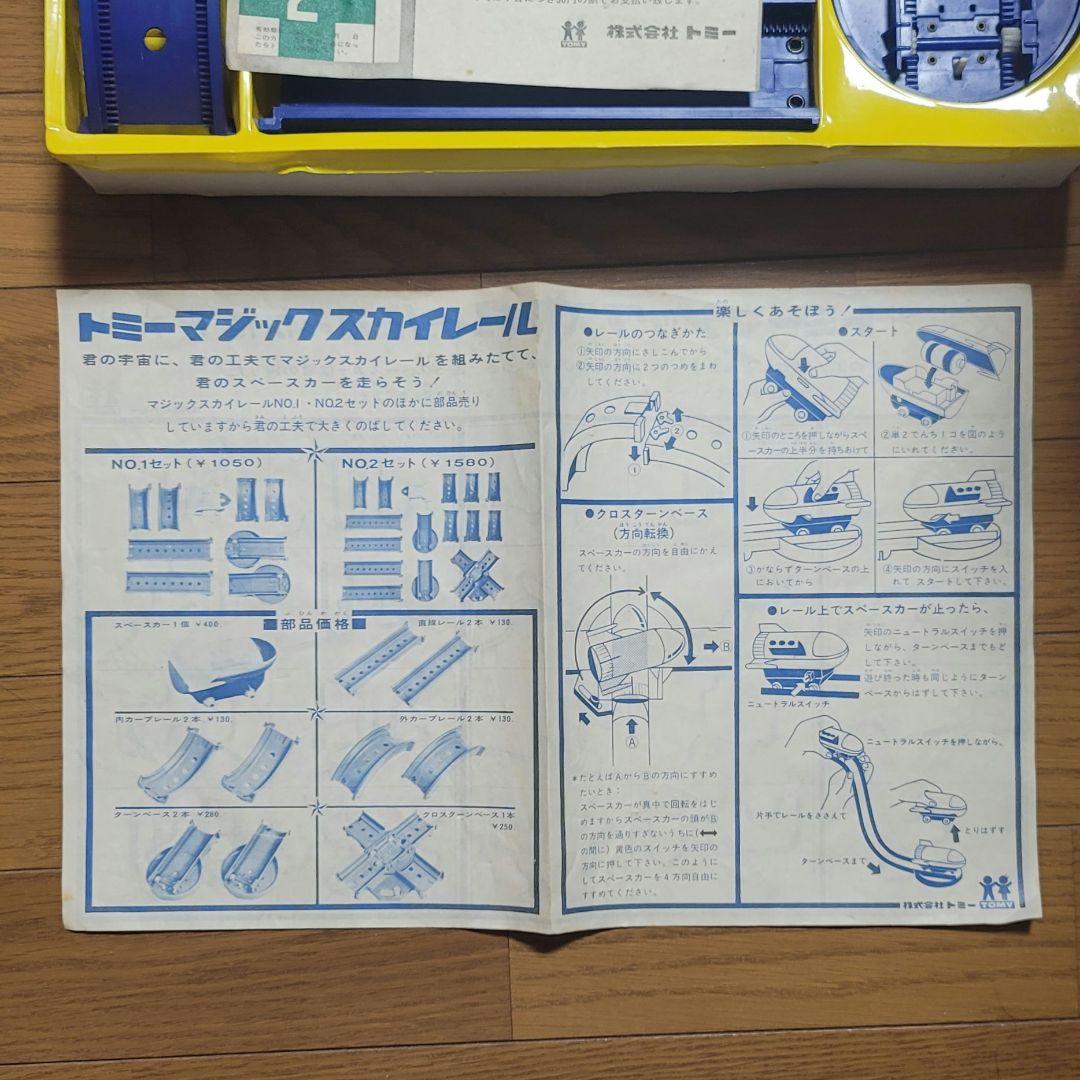 2
株式会社 トミー
TOMY
トミーマジックスカイレール
君の宇宙に、君の工夫でマジックスカイレールを組みたてて、
君のスペースカーを走らそう！
マジックスカイレールNO.1・NO.2セットのほかに部品売り
していますから君の工夫で大きくのばしてください。
NO.1セット(￥1050)
NO.2セット(￥1580)
■部品価格■
スペースカー1個 ￥400.
直線レール2本 ￥130.
内カーブレール2本 ￥130.
外カーブレール2本 ￥130.
ターンベース2本 ￥280.
クロスターンベース1本
￥250.
楽しくあそぼう！
●レールのつなぎかた
①矢印の方向にさしこんでから
②矢印の方向に2つのつめをまわ
してください。
②
①
●クロスターンベース
(方向転換)
スペースカーの方向を自由にかえ
てください。
Ⓑ
Ⓐ
*たとえばⒶからⒷの方向にすすめ
たいとき：
スペースカーが真中で回転をはじ
めますからスペースカーの頭がⒷ
の方向を通りすぎないうちに(⟷
の間に)黄色のスイッチを矢印の
方向に押して下さい。このように
してスペースカーを4方向自由に
すすめてください。
●スタート
①矢印のところを押しながらスペ
ースカーの上半分を持ちあけて
②単2でんち1コを図のよう
にいれてください。
③かならずターンベースの上
においてから
④矢印の方向にスイッチを入
れて スタートして下さい。
●レール上でスペースカーが止ったら、
矢印のニュートラルスイッチを押
しながら、ターンベースまでもど
して下さい。
遊び終った時も同じようにターン
ベースからはずして下さい。
ニュートラルスイッチ
ニュートラルスイッチを押しながら、
片手でレールをささえて
とりはずす
ターンベースまで
株式会社 トミー
TOMY